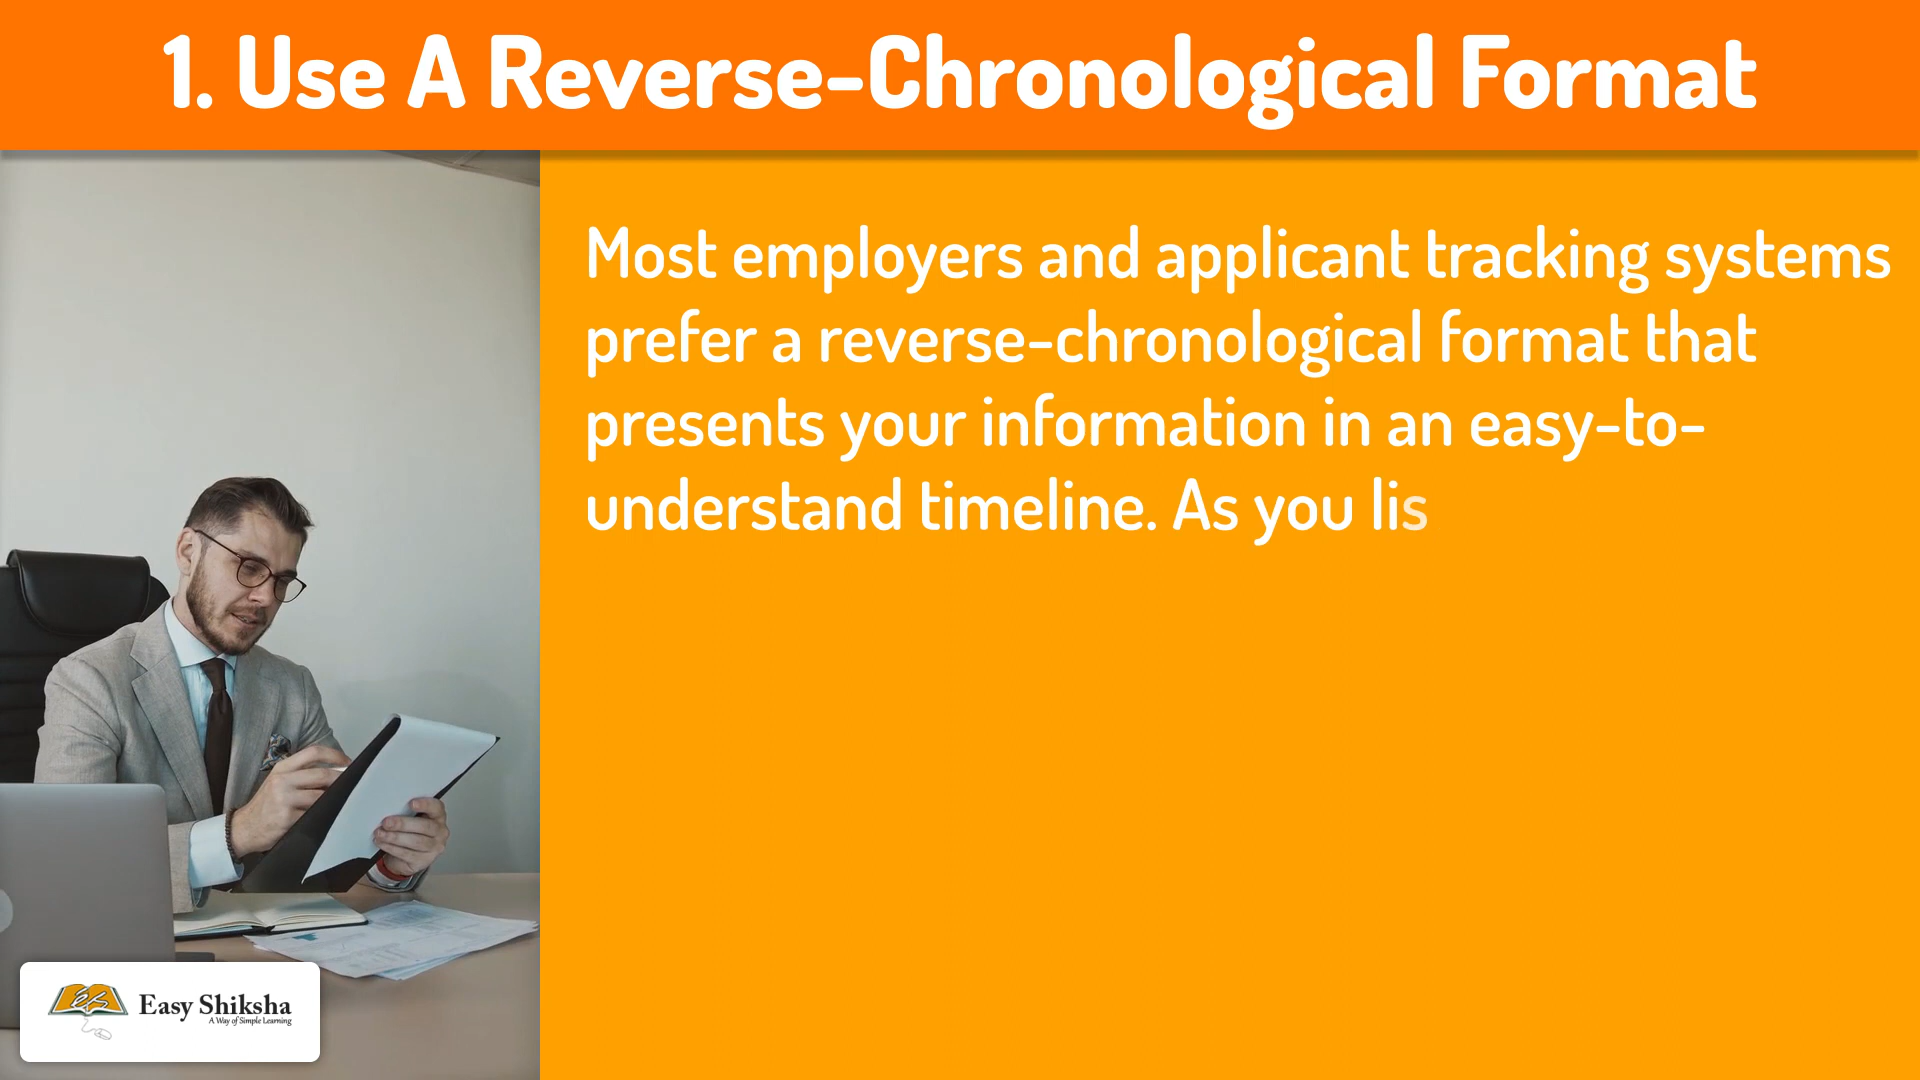 1. Use A Reverse-Chronological Format
Most employers and applicant tracking systems
prefer a reverse-chronological format that
presents your information in an easy-to-
understand timeline. As you lis
Easy Shiksha
A Way of Simple Learning